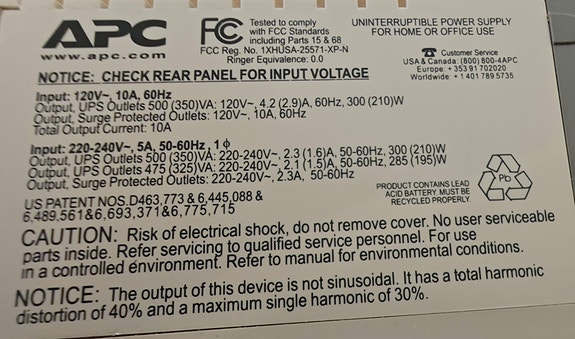 APC
www.apc.com
FCC
Tested to comply
with FCC Standards
including Parts 15 & 68
FCC Reg. No. 1XHUSA-25571-XP-N
Ringer Equivalence: 0.0
UNINTERRUPTIBLE POWER SUPPLY
FOR HOME OR OFFICE USE
Customer Service
USA & Canada: (800) 800-4APC
Europe: +353 91 702020
Worldwide: +1 401 789 5735
NOTICE: CHECK REAR PANEL FOR INPUT VOLTAGE
Input: 120V~, 10A, 60Hz
Output, UPS Outlets 500 (350)VA: 120V~, 4.2 (2.9)A, 60Hz, 300 (210)W
Output, Surge Protected Outlets: 120V~, 10A, 60Hz
Total Output Current: 10A
Input: 220-240V~, 5A, 50-60Hz, 1 ϕ
Output, UPS Outlets 500 (350)VA: 220-240V~, 2.3 (1.6)A, 50-60Hz, 300 (210)W
Output, UPS Outlets 475 (325)VA: 220-240V~, 2.1 (1.5)A, 50-60Hz, 285 (195)W
Output, Surge Protected Outlets: 220-240V~, 2.3A, 50-60Hz
US PATENT NOS.D463,773 & 6,445,088 &
6,489,561&6,693,371&6,775,715
PRODUCT CONTAINS LEAD
ACID BATTERY. MUST BE
RECYCLED PROPERLY.
Pb
CAUTION: Risk of electrical shock, do not remove cover. No user serviceable
parts inside. Refer servicing to qualified service personnel. For use
in a controlled environment. Refer to manual for environmental conditions.
NOTICE: The output of this device is not sinusoidal. It has a total harmonic
distortion of 40% and a maximum single harmonic of 30%.